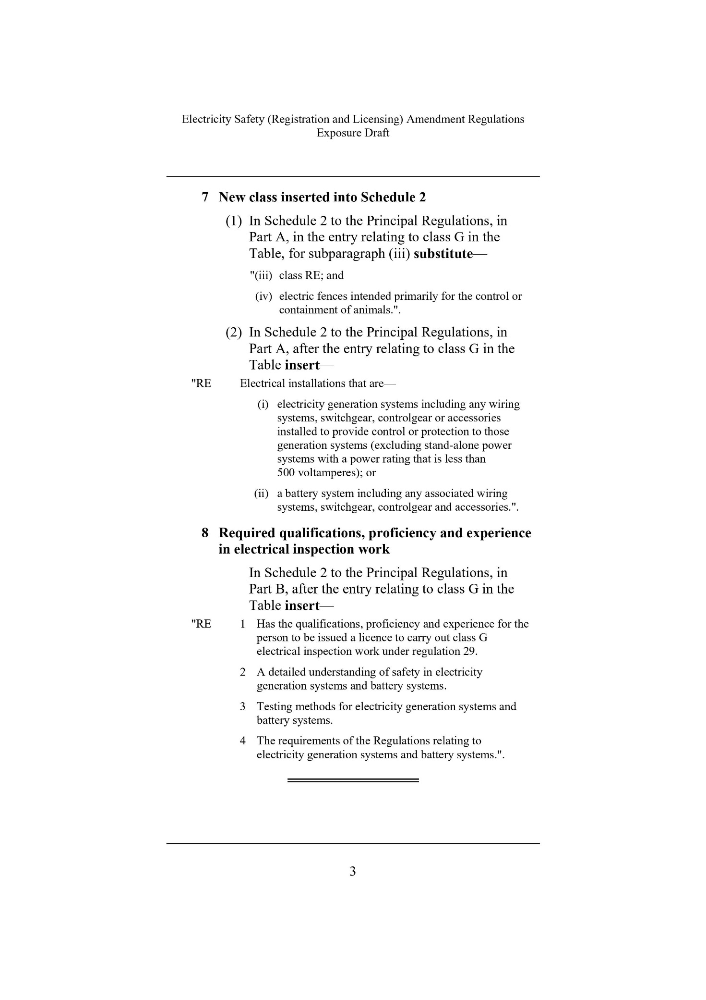 Electricity Safety (Registration and Licensing) Amendment Regulations
Exposure Draft
7 New class inserted into Schedule 2
(1) In Schedule 2 to the Principal Regulations, in
Part A, in the entry relating to class G in the
Table, for subparagraph (iii) substitute—
"(iii) class RE; and
(iv) electric fences intended primarily for the control or
containment of animals.".
(2) In Schedule 2 to the Principal Regulations, in
Part A, after the entry relating to class G in the
Table insert—
"RE Electrical installations that are—
(i) electricity generation systems including any wiring
systems, switchgear, controlgear or accessories
installed to provide control or protection to those
generation systems (excluding stand-alone power
systems with a power rating that is less than
500 voltamperes); or
(ii) a battery system including any associated wiring
systems, switchgear, controlgear and accessories.".
8 Required qualifications, proficiency and experience
in electrical inspection work
In Schedule 2 to the Principal Regulations, in
Part B, after the entry relating to class G in the
Table insert—
"RE 1 Has the qualifications, proficiency and experience for the
person to be issued a licence to carry out class G
electrical inspection work under regulation 29.
2 A detailed understanding of safety in electricity
generation systems and battery systems.
3 Testing methods for electricity generation systems and
battery systems.
4 The requirements of the Regulations relating to
electricity generation systems and battery systems.".
3